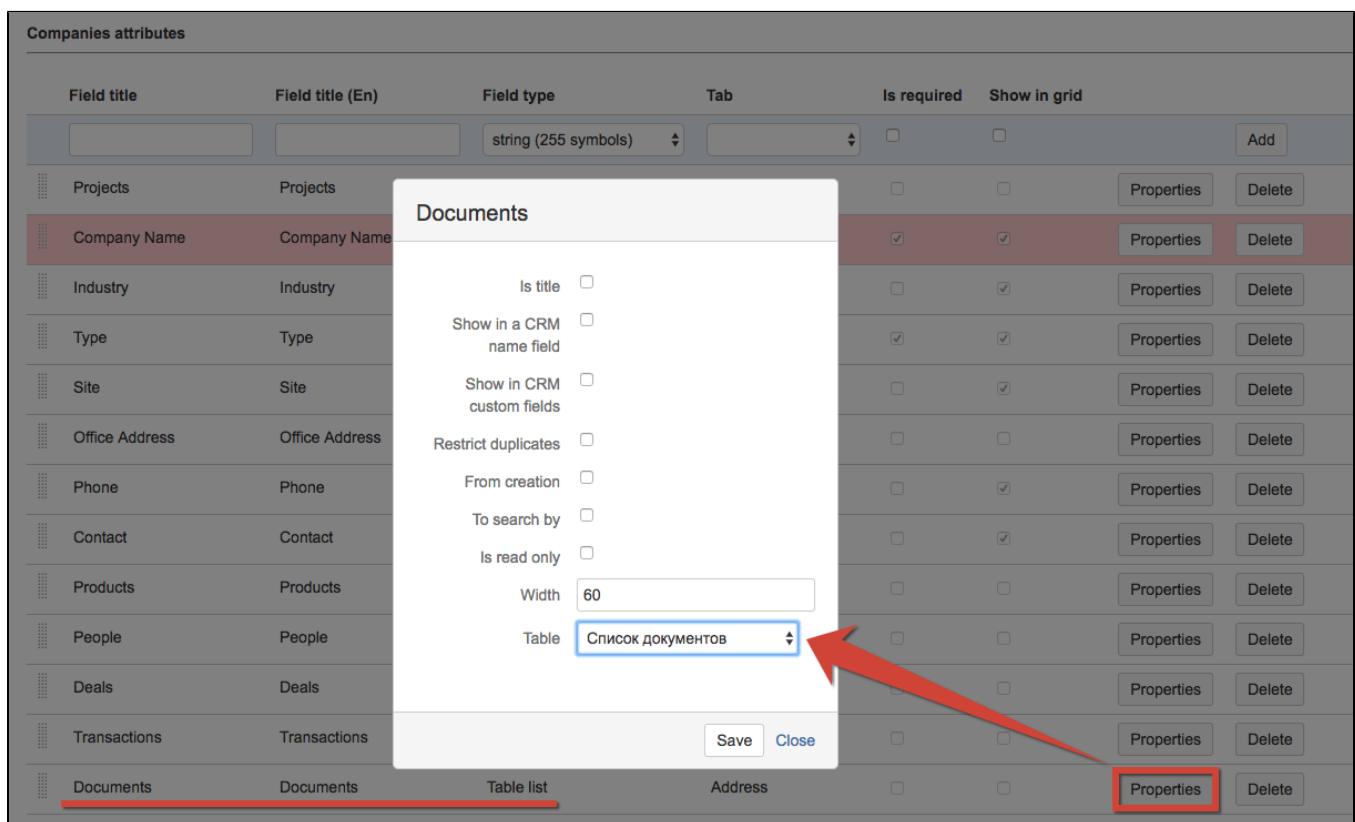 Companies attributes
Field title Field title (En) Field type Tab Is required Show in grid
string (255 symbols) Add
Projects Projects Properties Delete
Company Name Company Name Properties Delete
Industry Industry Properties Delete
Type Type Properties Delete
Site Site Properties Delete
Office Address Office Address Properties Delete
Phone Phone Properties Delete
Contact Contact Properties Delete
Products Products Properties Delete
People People Properties Delete
Deals Deals Properties Delete
Transactions Transactions Properties Delete
Documents Documents Table list Address Properties Delete
Documents
Is title
Show in a CRM
name field
Show in CRM
custom fields
Restrict duplicates
From creation
To search by
Is read only
Width 60
Table Список документов
Save Close